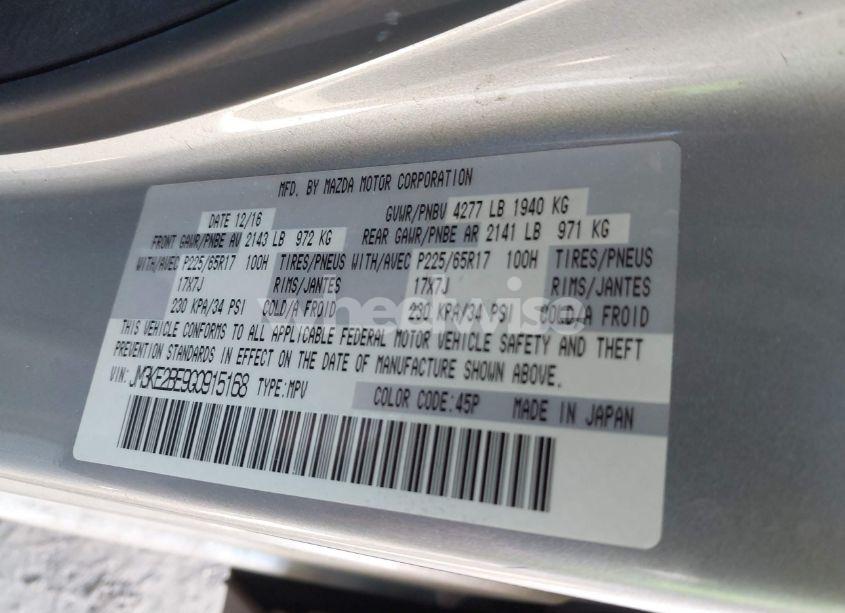 MFD. BY MAZDA MOTOR CORPORATION
DATE 12/16 GVWR/PNBV 4277 LB 1940 KG
FRONT GAWR/PNBE AV 2143 LB 972 KG REAR GAWR/PNBE AR 2141 LB 971 KG
WITH/AVEC P225/65R17 100H TIRES/PNEUS WITH/AVEC P225/65R17 100H TIRES/PNEUS
17X7J RIMS/JANTES 17X7J RIMS/JANTES
230 KPA/34 PSI COLD/A FROID 230 KPA/34 PSI COLD/A FROID
THIS VEHICLE CONFORMS TO ALL APPLICABLE FEDERAL MOTOR VEHICLE SAFETY AND THEFT
PREVENTION STANDARDS IN EFFECT ON THE DATE OF MANUFACTURE SHOWN ABOVE.
VIN: JM3KE2BE9G0915168 TYPE:MPV
COLOR CODE:45P MADE IN JAPAN